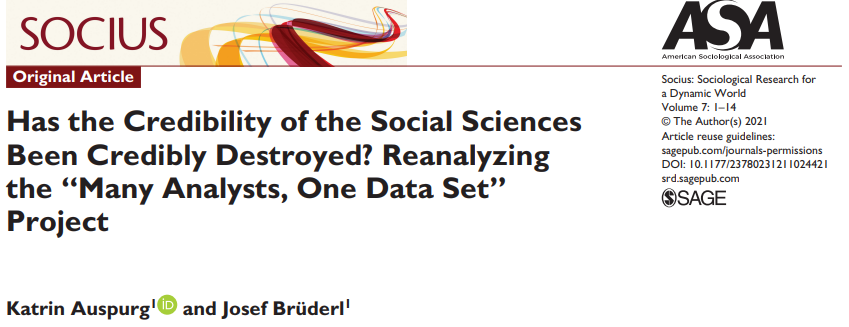 SOCIUS
ASA
American Sociological Association
Original Article
Socius: Sociological Research for
a Dynamic World
Volume 7: 1–14
© The Author(s) 2021
Article reuse guidelines:
sagepub.com/journals-permissions
DOI: 10.1177/23780231211024421
srd.sagepub.com
SAGE
Has the Credibility of the Social Sciences
Been Credibly Destroyed? Reanalyzing
the “Many Analysts, One Data Set”
Project
Katrin Auspurg1 iD and Josef Brüderl1